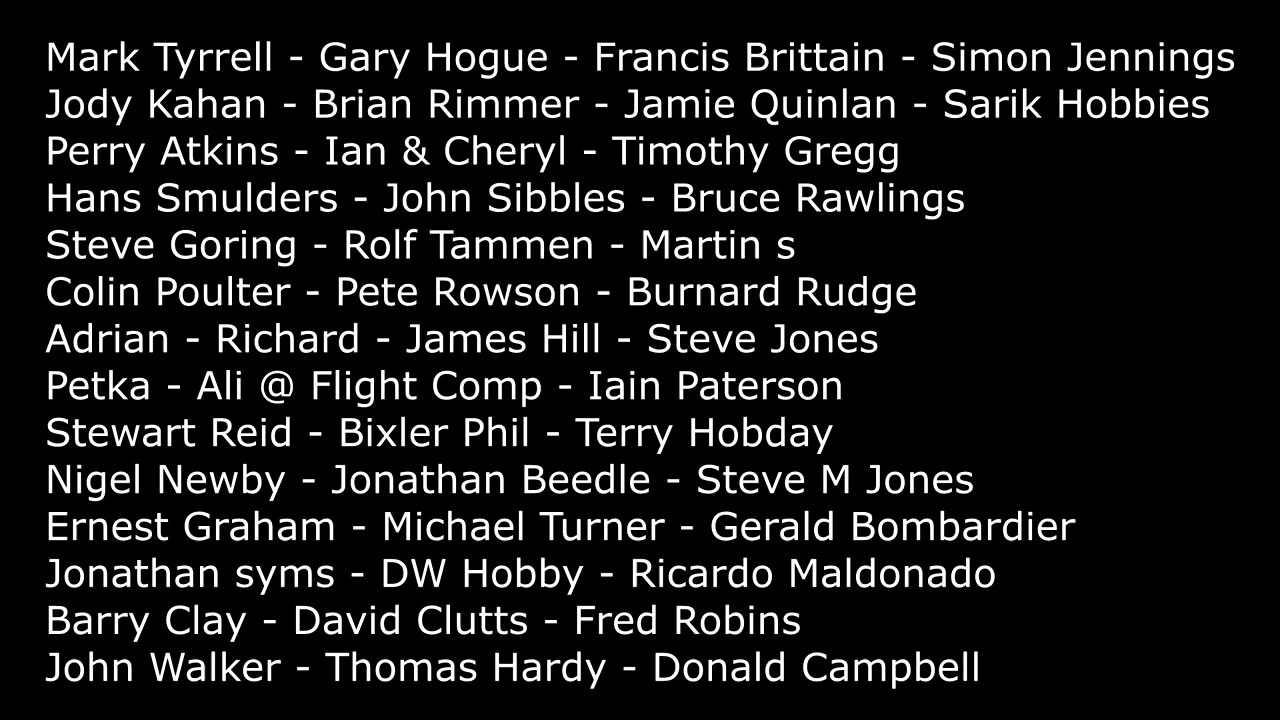 Mark Tyrrell - Gary Hogue - Francis Brittain - Simon Jennings
Jody Kahan - Brian Rimmer - Jamie Quinlan - Sarik Hobbies
Perry Atkins - Ian & Cheryl - Timothy Gregg
Hans Smulders - John Sibbles - Bruce Rawlings
Steve Goring - Rolf Tammen - Martin s
Colin Poulter - Pete Rowson - Burnard Rudge
Adrian - Richard - James Hill - Steve Jones
Petka - Ali @ Flight Comp - Iain Paterson
Stewart Reid - Bixler Phil - Terry Hobday
Nigel Newby - Jonathan Beedle - Steve M Jones
Ernest Graham - Michael Turner - Gerald Bombardier
Jonathan syms - DW Hobby - Ricardo Maldonado
Barry Clay - David Clutts - Fred Robins
John Walker - Thomas Hardy - Donald Campbell